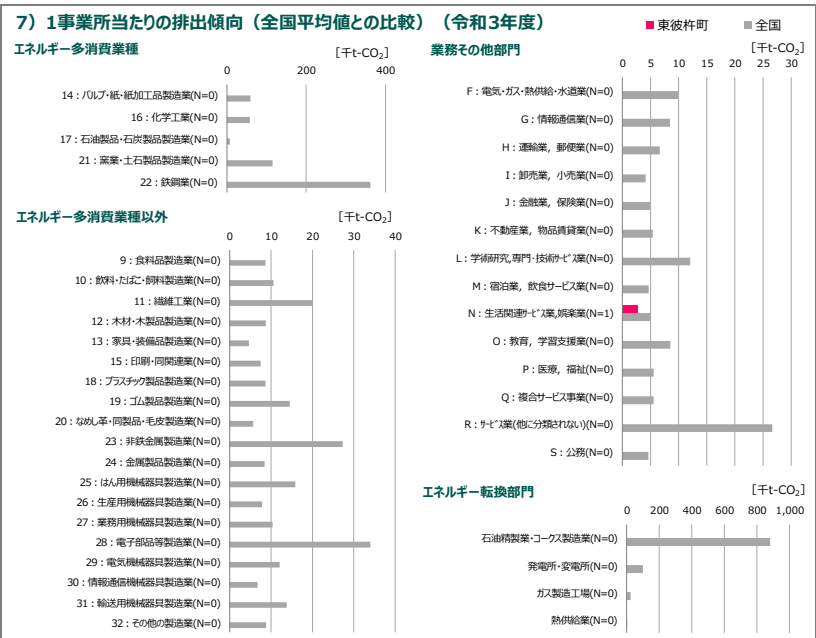 7）1事業所当たりの排出傾向（全国平均値との比較）（令和3年度）
東彼杵町
全国
エネルギー多消費業種
[千t-CO2]
0 200 400
14：パルプ・紙・紙加工品製造業(N=0)
16：化学工業(N=0)
17：石油製品・石炭製品製造業(N=0)
21：窯業・土石製品製造業(N=0)
22：鉄鋼業(N=0)
エネルギー多消費業種以外
[千t-CO2]
0 10 20 30 40
9：食料品製造業(N=0)
10：飲料・たばこ・飼料製造業(N=0)
11：繊維工業(N=0)
12：木材・木製品製造業(N=0)
13：家具・装備品製造業(N=0)
15：印刷・同関連業(N=0)
18：プラスチック製品製造業(N=0)
19：ゴム製品製造業(N=0)
20：なめし革・同製品・毛皮製造業(N=0)
23：非鉄金属製造業(N=0)
24：金属製品製造業(N=0)
25：はん用機械器具製造業(N=0)
26：生産用機械器具製造業(N=0)
27：業務用機械器具製造業(N=0)
28：電子部品等製造業(N=0)
29：電気機械器具製造業(N=0)
30：情報通信機械器具製造業(N=0)
31：輸送用機械器具製造業(N=0)
32：その他の製造業(N=0)
業務その他部門
[千t-CO2]
0 5 10 15 20 25 30
F：電気・ガス・熱供給・水道業(N=0)
G：情報通信業(N=0)
H：運輸業，郵便業(N=0)
I：卸売業，小売業(N=0)
J：金融業，保険業(N=0)
K：不動産業，物品賃貸業(N=0)
L：学術研究,専門・技術サービス業(N=0)
M：宿泊業，飲食サービス業(N=0)
N：生活関連サービス業,娯楽業(N=1)
O：教育，学習支援業(N=0)
P：医療，福祉(N=0)
Q：複合サービス事業(N=0)
R：サービス業(他に分類されない)(N=0)
S：公務(N=0)
エネルギー転換部門
[千t-CO2]
0 200 400 600 800 1,000
石油精製業・コークス製造業(N=0)
発電所・変電所(N=0)
ガス製造工場(N=0)
熱供給業(N=0)